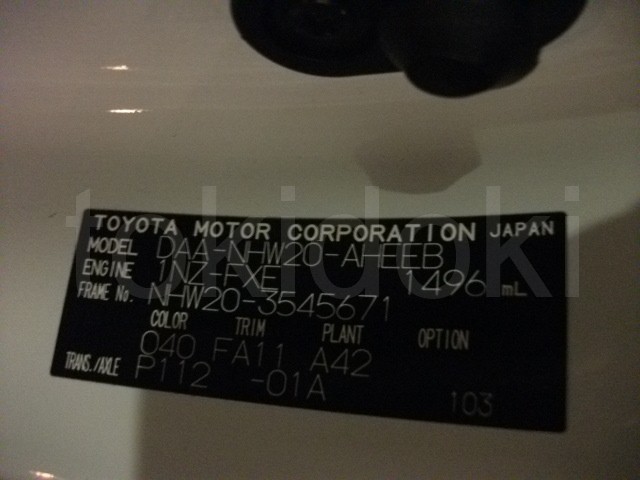 TOYOTA MOTOR CORPORATION JAPAN
MODEL DAA-NHW20-AHEEB
ENGINE 1NZ-FXE 1496 mL
FRAME No. NHW20-3545671
COLOR TRIM PLANT OPTION
040 FA11 A42
TRANS./AXLE P112 -01A
103
tokidoki